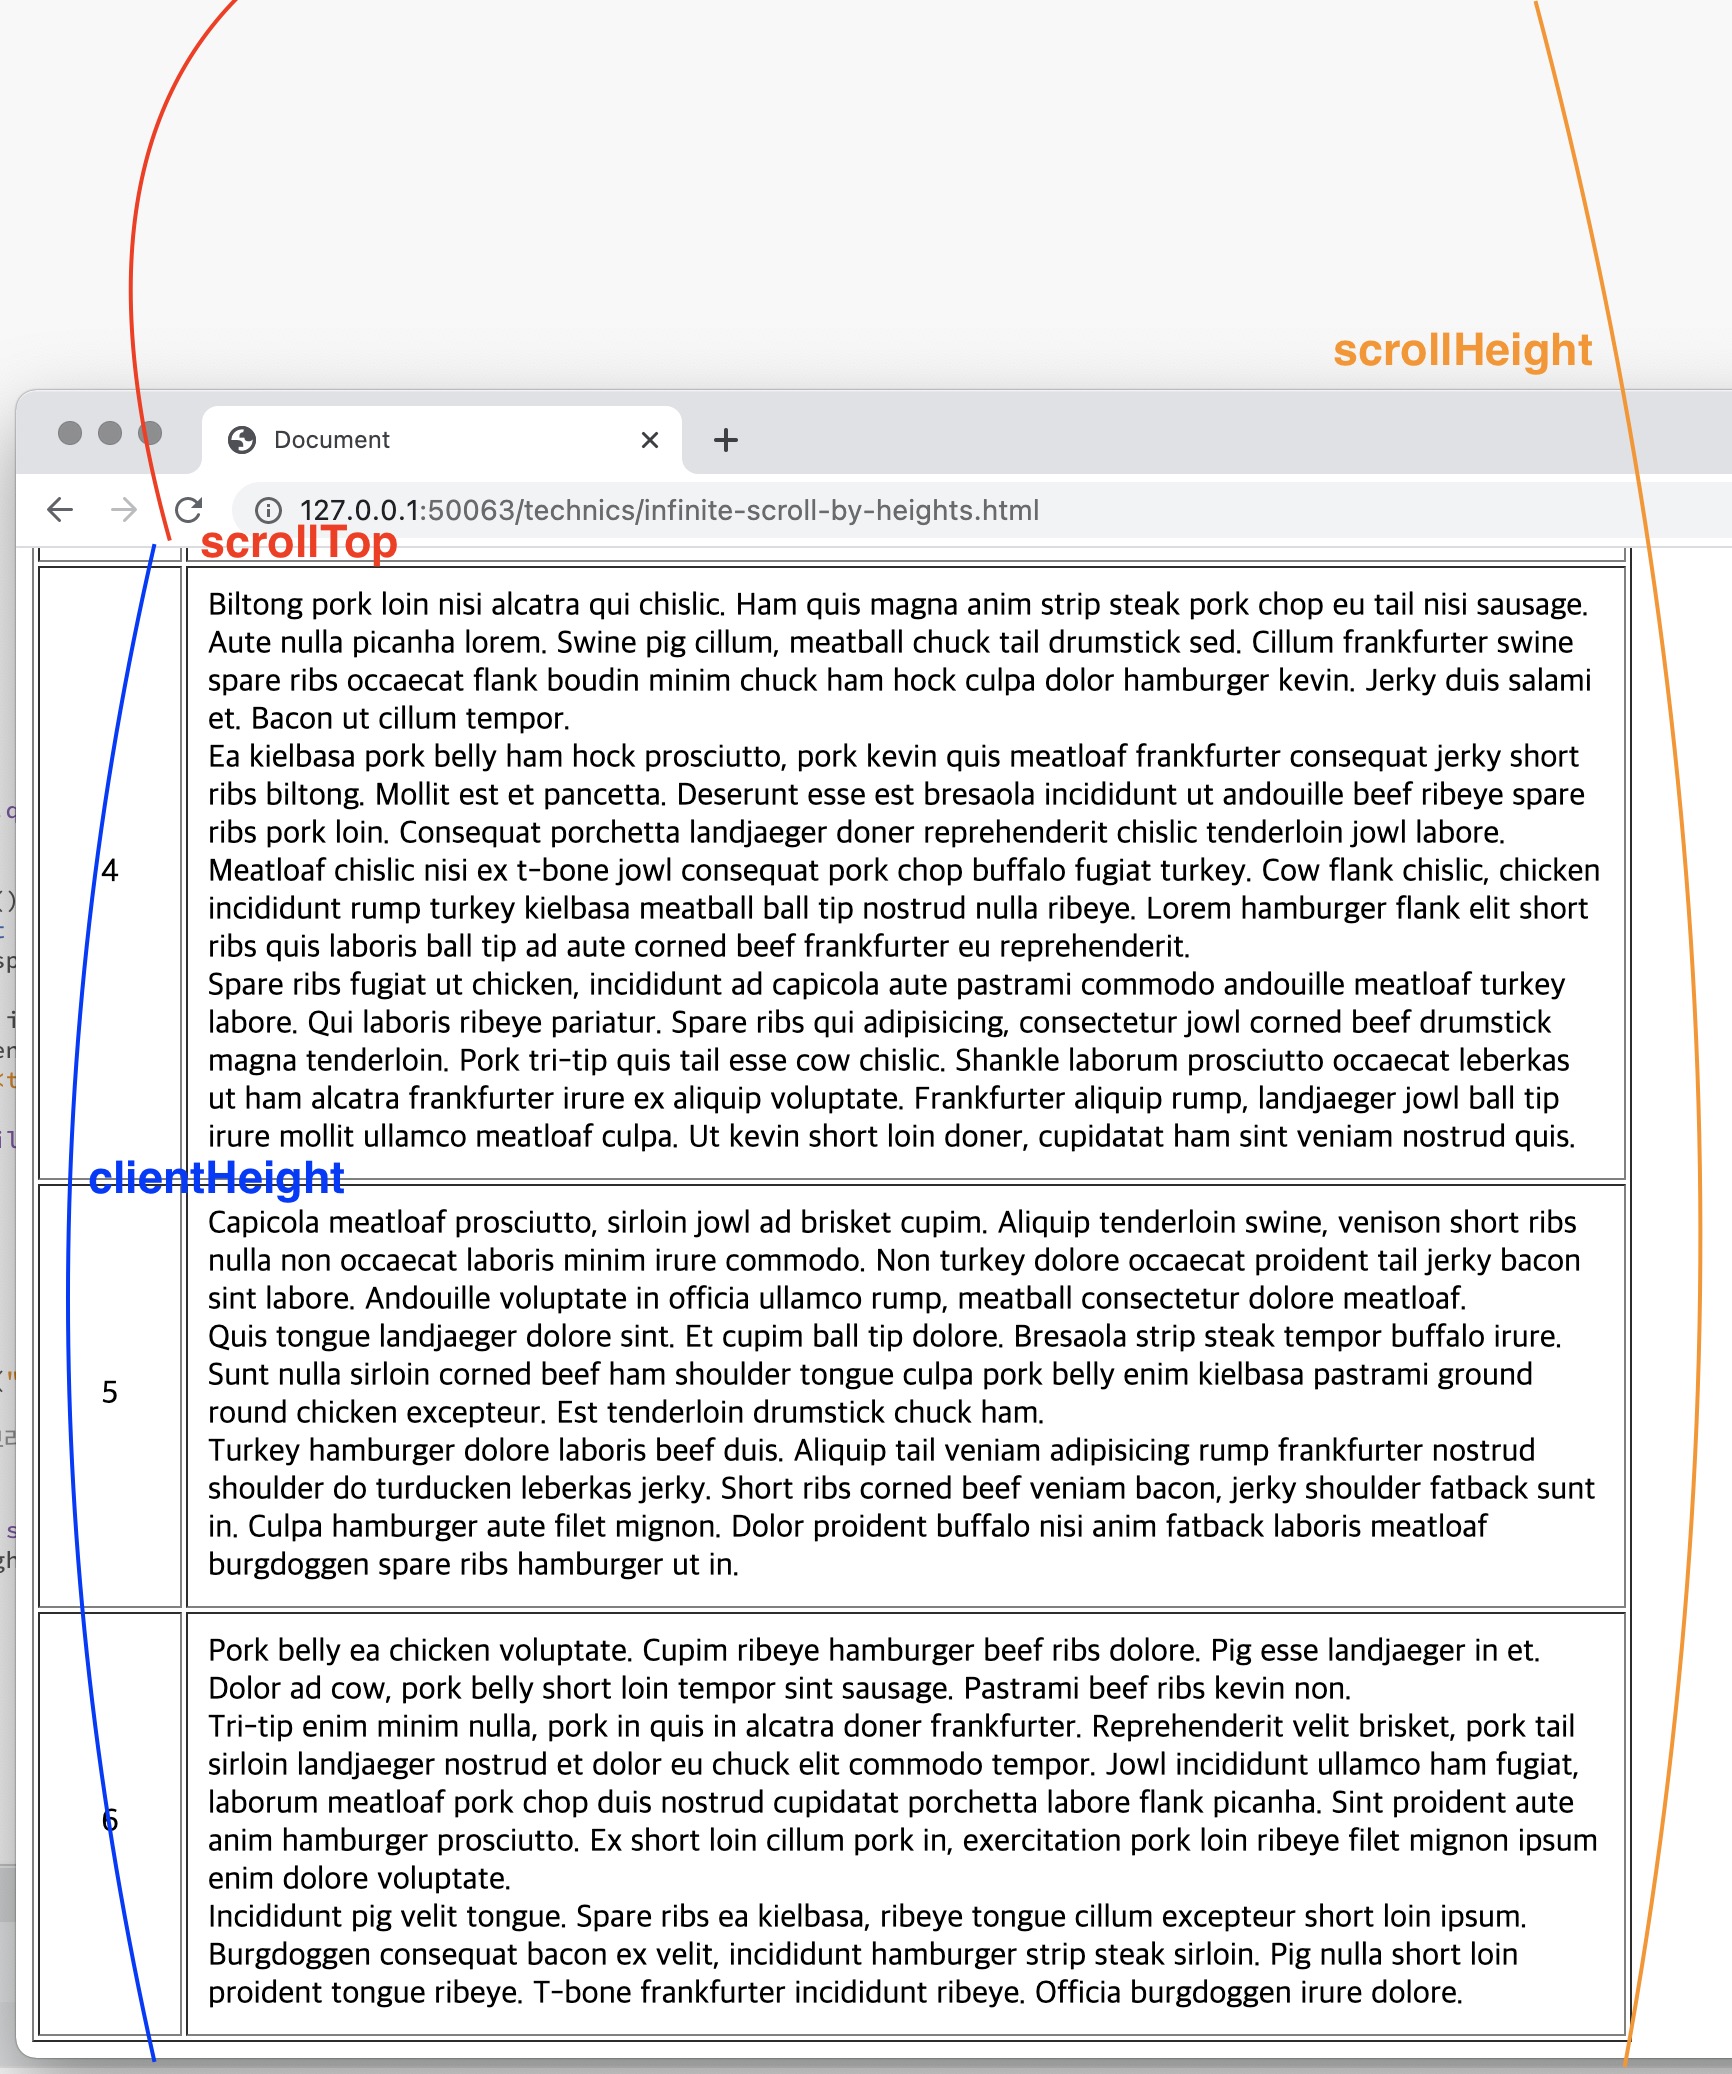 scrollHeight
Document
127.0.0.1:50063/technics/infinite-scroll-by-heights.html
scrollTop
Biltong pork loin nisi alcatra qui chislic. Ham quis magna anim strip steak pork chop eu tail nisi sausage.
Aute nulla picanha lorem. Swine pig cillum, meatball chuck tail drumstick sed. Cillum frankfurter swine
spare ribs occaecat flank boudin minim chuck ham hock culpa dolor hamburger kevin. Jerky duis salami
et. Bacon ut cillum tempor.
Ea kielbasa pork belly ham hock prosciutto, pork kevin quis meatloaf frankfurter consequat jerky short
ribs biltong. Mollit est et pancetta. Deserunt esse est bresaola incididunt ut andouille beef ribeye spare
ribs pork loin. Consequat porchetta landjaeger doner reprehenderit chislic tenderloin jowl labore.
4
Meatloaf chislic nisi ex t-bone jowl consequat pork chop buffalo fugiat turkey. Cow flank chislic, chicken
incididunt rump turkey kielbasa meatball ball tip nostrud nulla ribeye. Lorem hamburger flank elit short
ribs quis laboris ball tip ad aute corned beef frankfurter eu reprehenderit.
Spare ribs fugiat ut chicken, incididunt ad capicola aute pastrami commodo andouille meatloaf turkey
labore. Qui laboris ribeye pariatur. Spare ribs qui adipisicing, consectetur jowl corned beef drumstick
magna tenderloin. Pork tri-tip quis tail esse cow chislic. Shankle laborum prosciutto occaecat leberkas
ut ham alcatra frankfurter irure ex aliquip voluptate. Frankfurter aliquip rump, landjaeger jowl ball tip
irure mollit ullamco meatloaf culpa. Ut kevin short loin doner, cupidatat ham sint veniam nostrud quis.
clientHeight
Capicola meatloaf prosciutto, sirloin jowl ad brisket cupim. Aliquip tenderloin swine, venison short ribs
nulla non occaecat laboris minim irure commodo. Non turkey dolore occaecat proident tail jerky bacon
sint labore. Andouille voluptate in officia ullamco rump, meatball consectetur dolore meatloaf.
Quis tongue landjaeger dolore sint. Et cupim ball tip dolore. Bresaola strip steak tempor buffalo irure.
Sunt nulla sirloin corned beef ham shoulder tongue culpa pork belly enim kielbasa pastrami ground
5
round chicken excepteur. Est tenderloin drumstick chuck ham.
Turkey hamburger dolore laboris beef duis. Aliquip tail veniam adipisicing rump frankfurter nostrud
shoulder do turducken leberkas jerky. Short ribs corned beef veniam bacon, jerky shoulder fatback sunt
in. Culpa hamburger aute filet mignon. Dolor proident buffalo nisi anim fatback laboris meatloaf
burgdoggen spare ribs hamburger ut in.
Pork belly ea chicken voluptate. Cupim ribeye hamburger beef ribs dolore. Pig esse landjaeger in et.
Dolor ad cow, pork belly short loin tempor sint sausage. Pastrami beef ribs kevin non.
Tri-tip enim minim nulla, pork in quis in alcatra doner frankfurter. Reprehenderit velit brisket, pork tail
sirloin landjaeger nostrud et dolor eu chuck elit commodo tempor. Jowl incididunt ullamco ham fugiat,
laborum meatloaf pork chop duis nostrud cupidatat porchetta labore flank picanha. Sint proident aute
6
anim hamburger prosciutto. Ex short loin cillum pork in, exercitation pork loin ribeye filet mignon ipsum
enim dolore voluptate.
Incididunt pig velit tongue. Spare ribs ea kielbasa, ribeye tongue cillum excepteur short loin ipsum.
Burgdoggen consequat bacon ex velit, incididunt hamburger strip steak sirloin. Pig nulla short loin
proident tongue ribeye. T-bone frankfurter incididunt ribeye. Officia burgdoggen irure dolore.